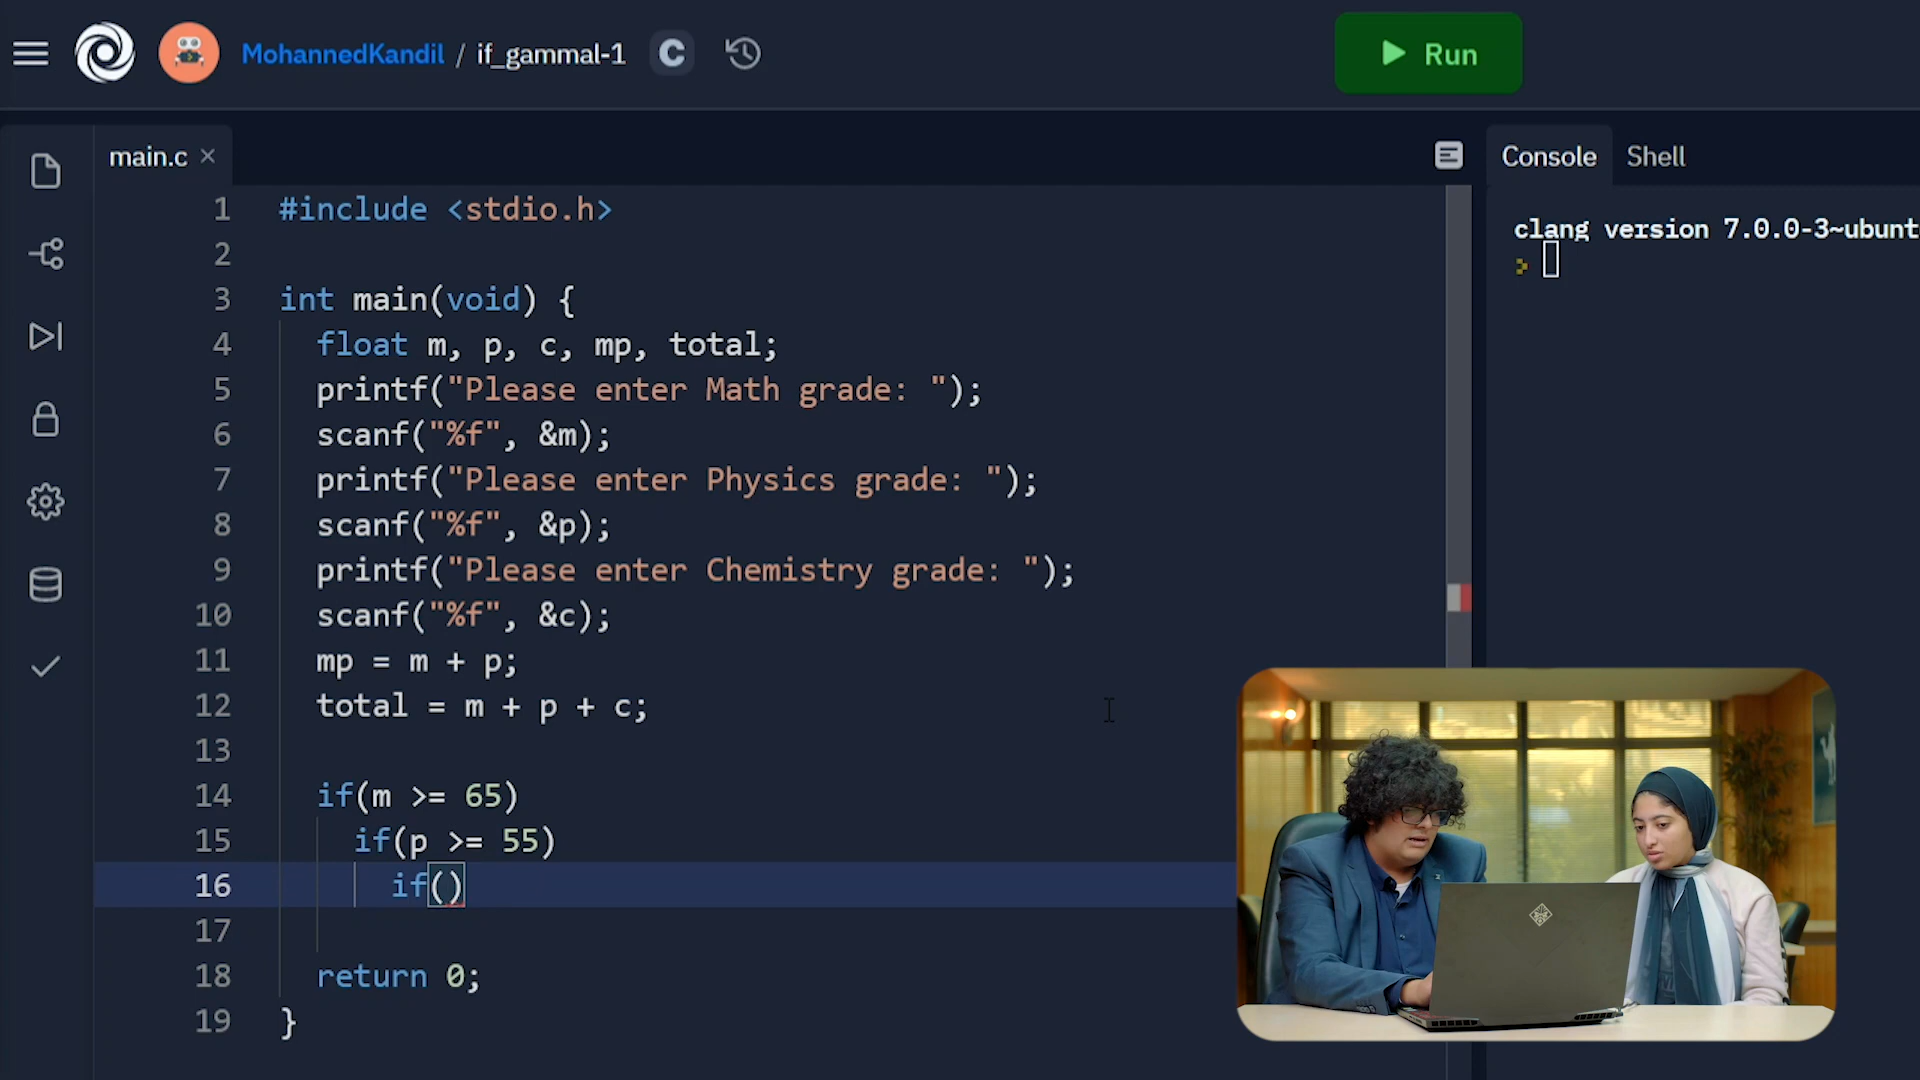 MohannedKandil / if_gammal-1 C
Run
main.c
Console Shell
1 #include <stdio.h>
2
3 int main(void) {
4 float m, p, c, mp, total;
5 printf("Please enter Math grade: ");
6 scanf("%f", &m);
7 printf("Please enter Physics grade: ");
8 scanf("%f", &p);
9 printf("Please enter Chemistry grade: ");
10 scanf("%f", &c);
11 mp = m + p;
12 total = m + p + c;
13
14 if(m >= 65)
15 if(p >= 55)
16 if()
17
18 return 0;
19 }
clang version 7.0.0-3~ubunt
>